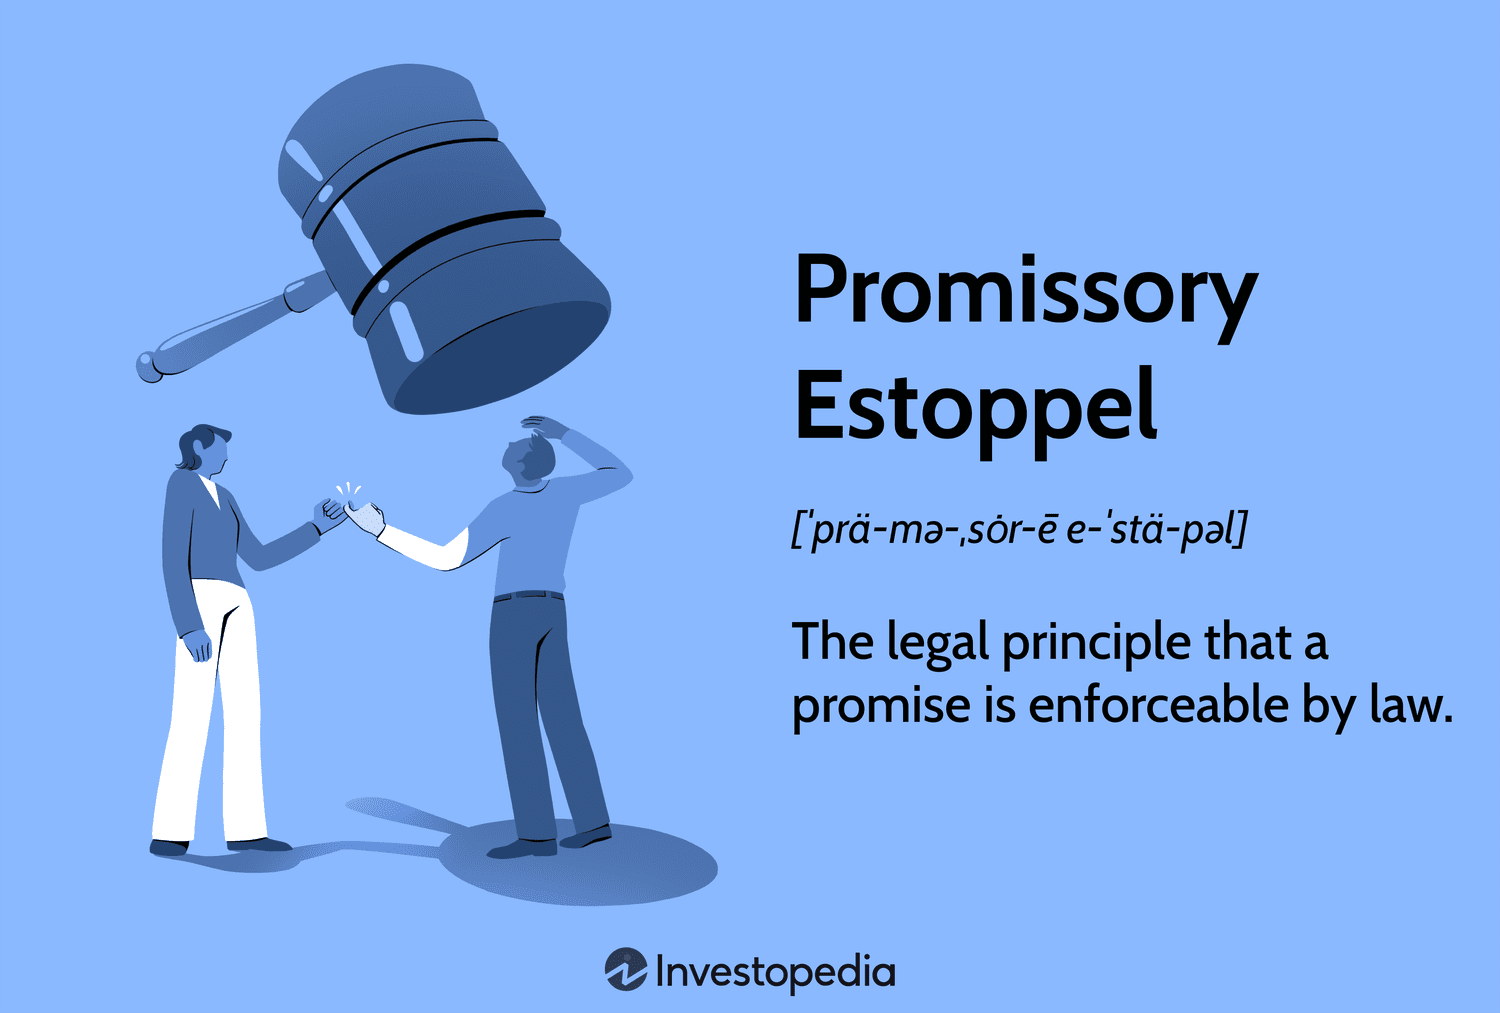 Promissory
Estoppel
[ˈprä-mə-ˌsȯr-ē e-ˈstä-pəl]
The legal principle that a
promise is enforceable by law.
Investopedia